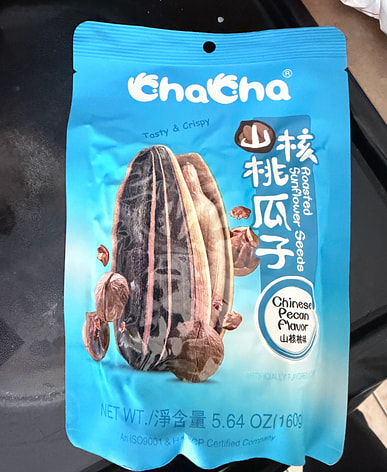 ChaCha®
Tasty & Crispy
山核桃瓜子
Roasted
Sunflower Seeds
Chinese
Pecan
Flavor
山核桃味
NET WT./淨含量 5.64 OZ(160g
An ISO9001 & HACCP Certified Company